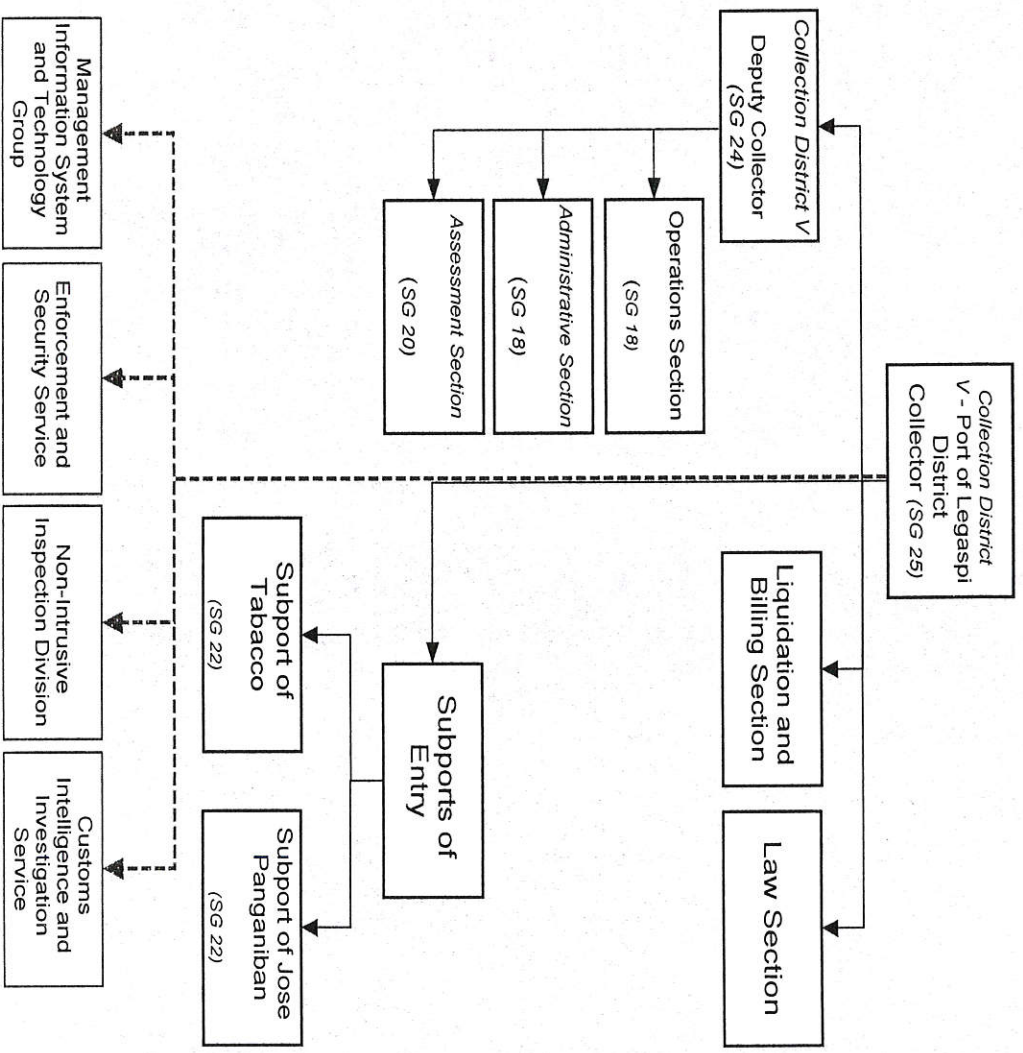 Collection District
V - Port of Legaspi
District
Collector (SG 25)
Collection District V
Deputy Collector
(SG 24)
Liquidation and
Billing Section
Law Section
Operations Section
(SG 18)
Administrative Section
(SG 18)
Assessment Section
(SG 20)
Subports of
Entry
Subport of
Tabacco
(SG 22)
Subport of Jose
Panganiban
(SG 22)
Management
Information System
and Technology
Group
Enforcement and
Security Service
Non-Intrusive
Inspection Division
Customs
Intelligence and
Investigation
Service